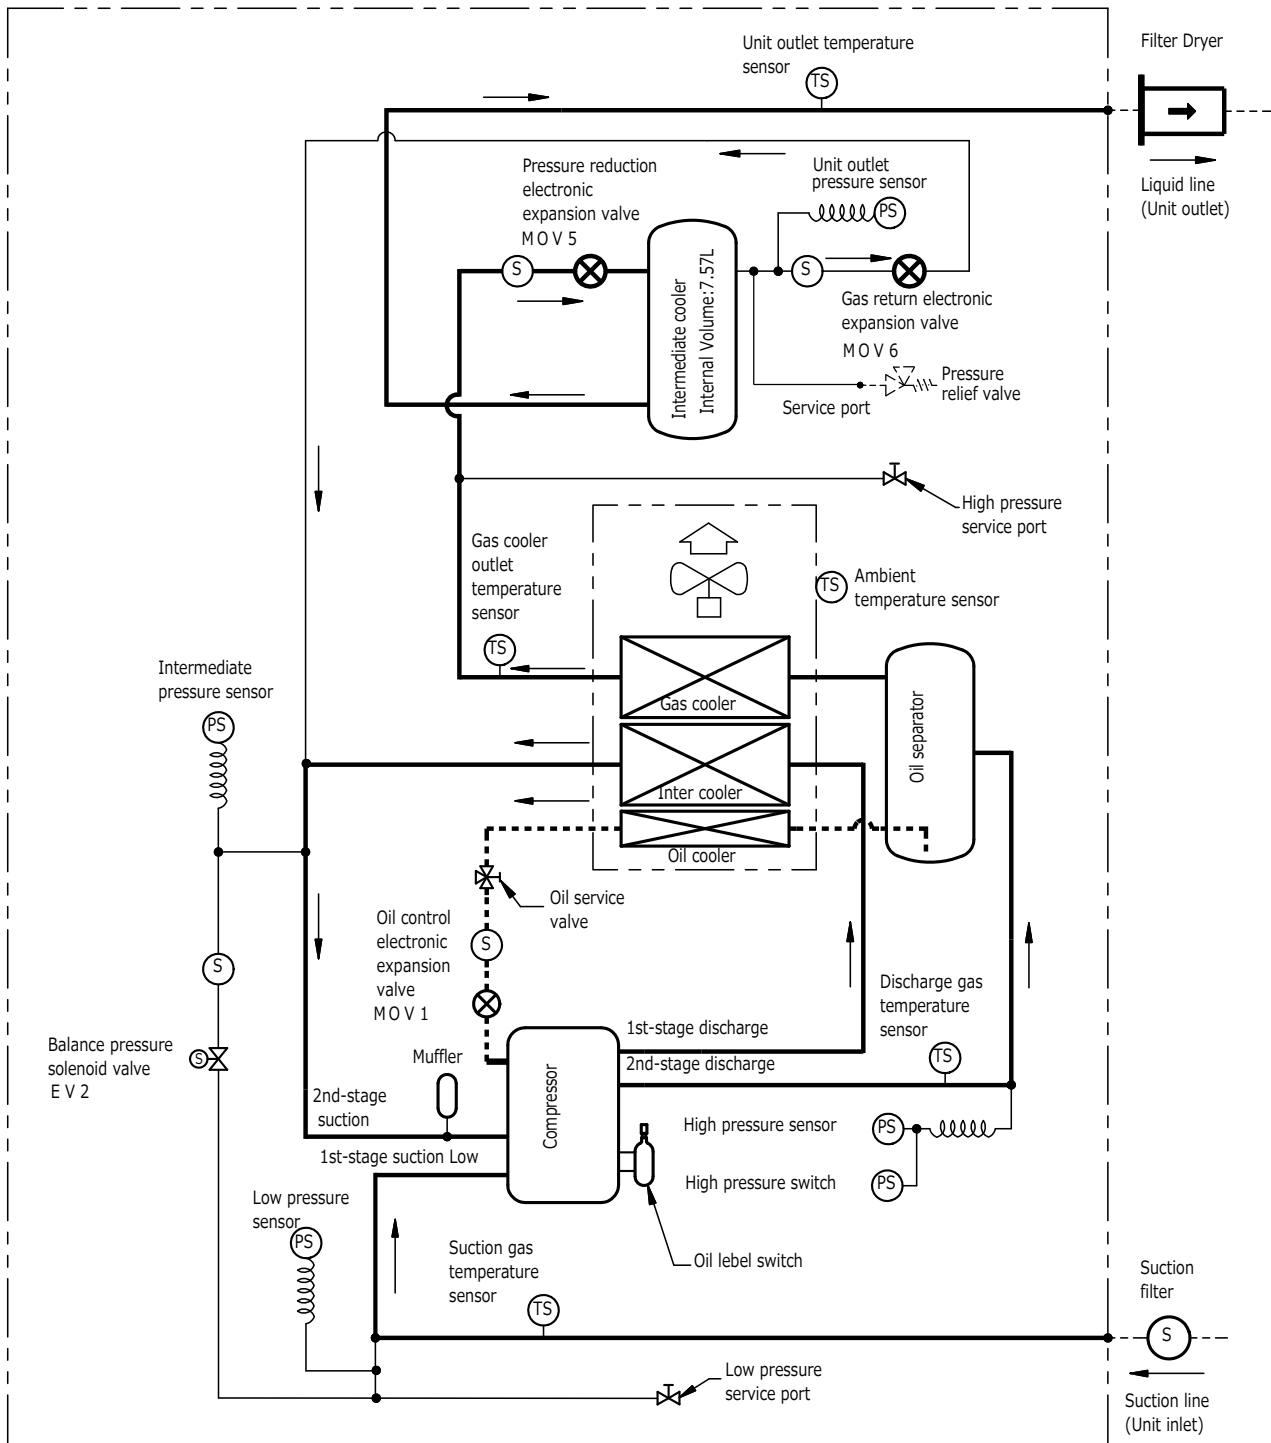 Unit outlet temperature
sensor
TS
Filter Dryer
Liquid line
(Unit outlet)
Pressure reduction
electronic
expansion valve
MOV 5
S
Unit outlet
pressure sensor
PS
S
Gas return electronic
expansion valve
MOV 6
Intermediate cooler
Internal Volume:7.57L
Pressure
relief valve
Service port
High pressure
service port
Gas cooler
outlet
temperature
sensor
TS
TS
Ambient
temperature sensor
Intermediate
pressure sensor
PS
Gas cooler
Inter cooler
Oil cooler
Oil separator
Oil service
valve
Oil control
electronic
expansion
valve
MOV 1
S
S
Balance pressure
solenoid valve
EV2
S
Muffler
2nd-stage
suction
1st-stage suction Low
Compressor
1st-stage discharge
2nd-stage discharge
Discharge gas
temperature
sensor
TS
High pressure sensor
PS
High pressure switch
PS
Oil lebel switch
Low pressure
sensor
PS
Suction gas
temperature
sensor
TS
Low pressure
service port
Suction
filter
S
Suction line
(Unit inlet)